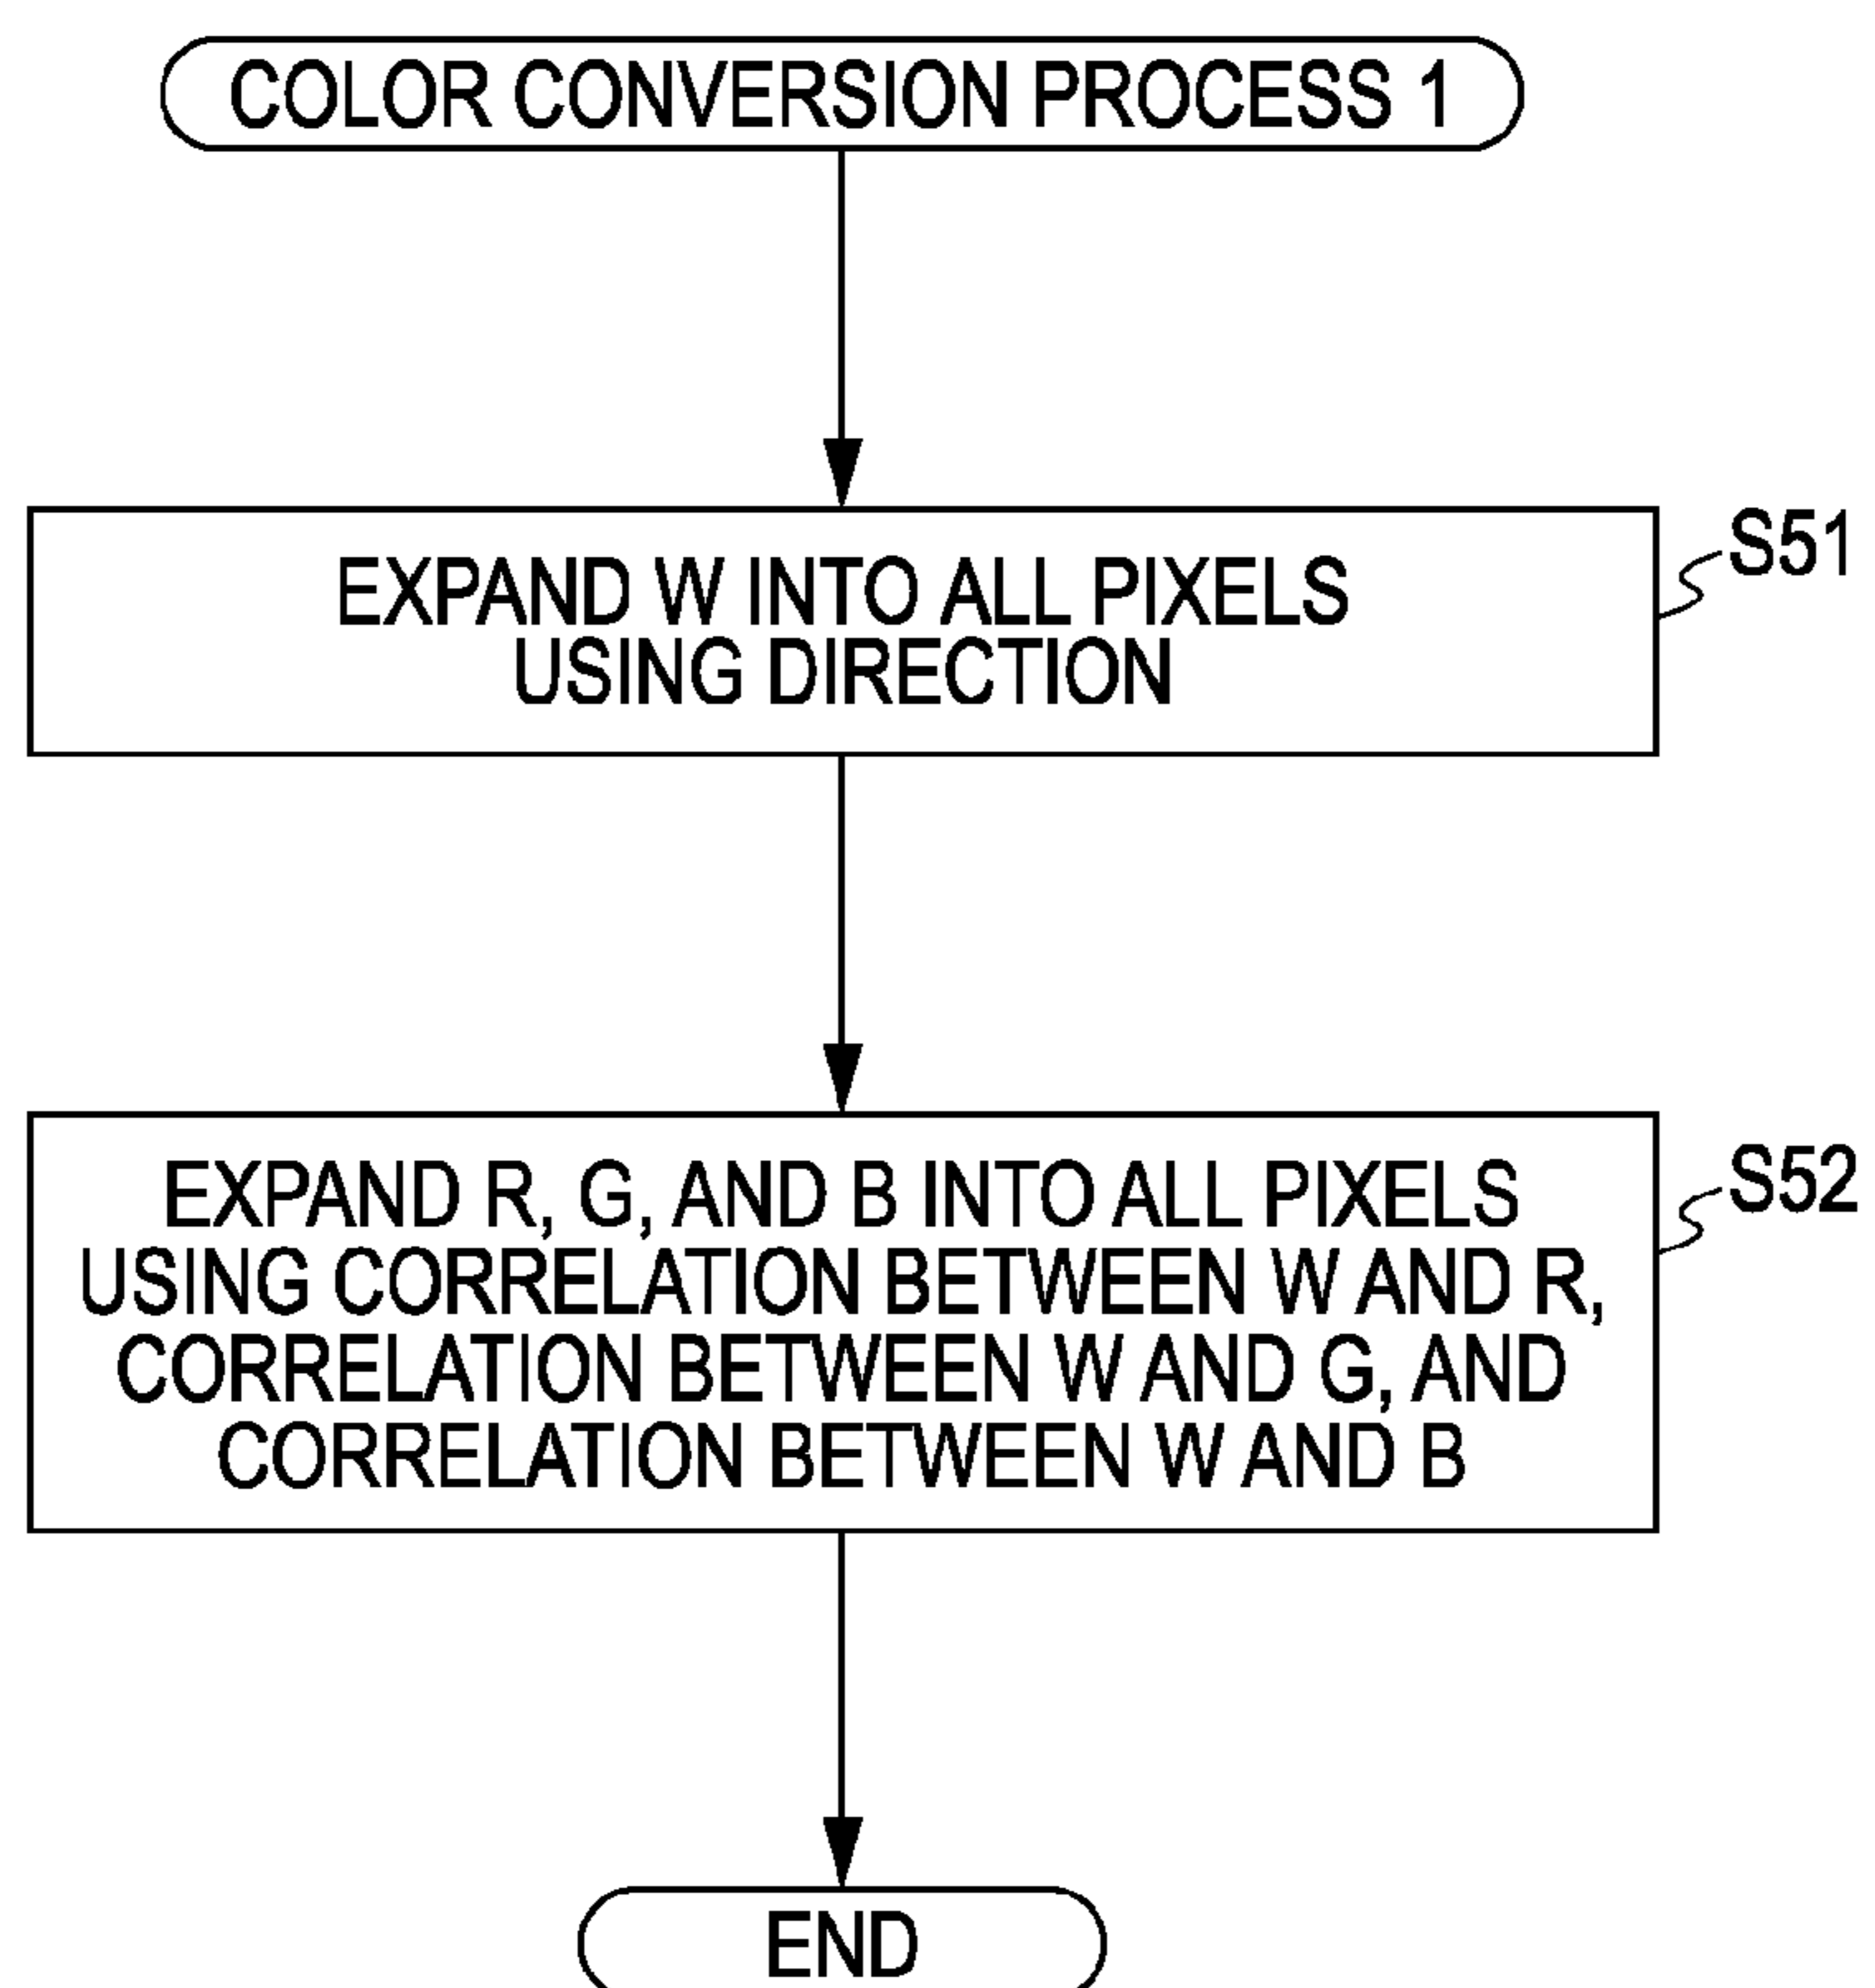 COLOR CONVERSION PROCESS 1
S51
EXPAND W INTO ALL PIXELS
USING DIRECTION
S52
EXPAND R, G, AND B INTO ALL PIXELS
USING CORRELATION BETWEEN W AND R,
CORRELATION BETWEEN W AND G, AND
CORRELATION BETWEEN W AND B
END